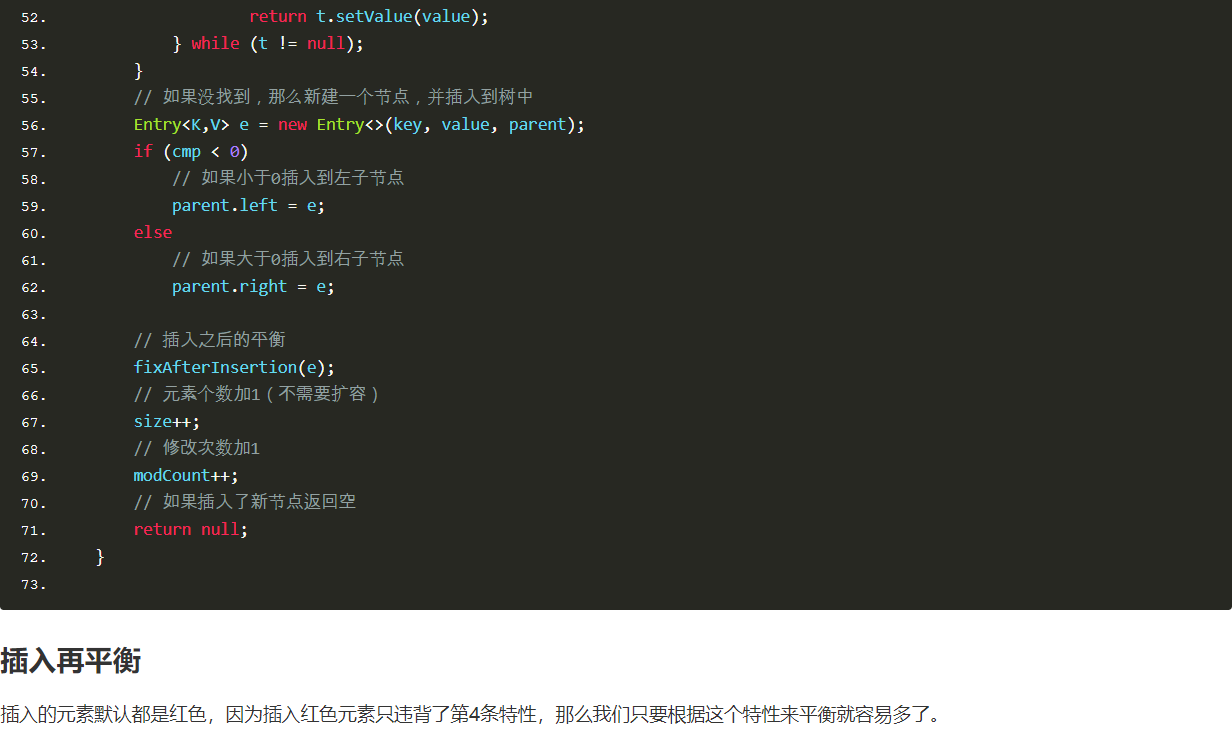 52.                     return t.setValue(value);
53.             } while (t != null);
54.         }
55.         // 如果没找到，那么新建一个节点，并插入到树中
56.         Entry<K,V> e = new Entry<>(key, value, parent);
57.         if (cmp < 0)
58.             // 如果小于0插入到左子节点
59.             parent.left = e;
60.         else
61.             // 如果大于0插入到右子节点
62.             parent.right = e;
63.
64.         // 插入之后的平衡
65.         fixAfterInsertion(e);
66.         // 元素个数加1（不需要扩容）
67.         size++;
68.         // 修改次数加1
69.         modCount++;
70.         // 如果插入了新节点返回空
71.         return null;
72.     }
73.
插入再平衡
插入的元素默认都是红色，因为插入红色元素只违背了第4条特性，那么我们只要根据这个特性来平衡就容易多了。